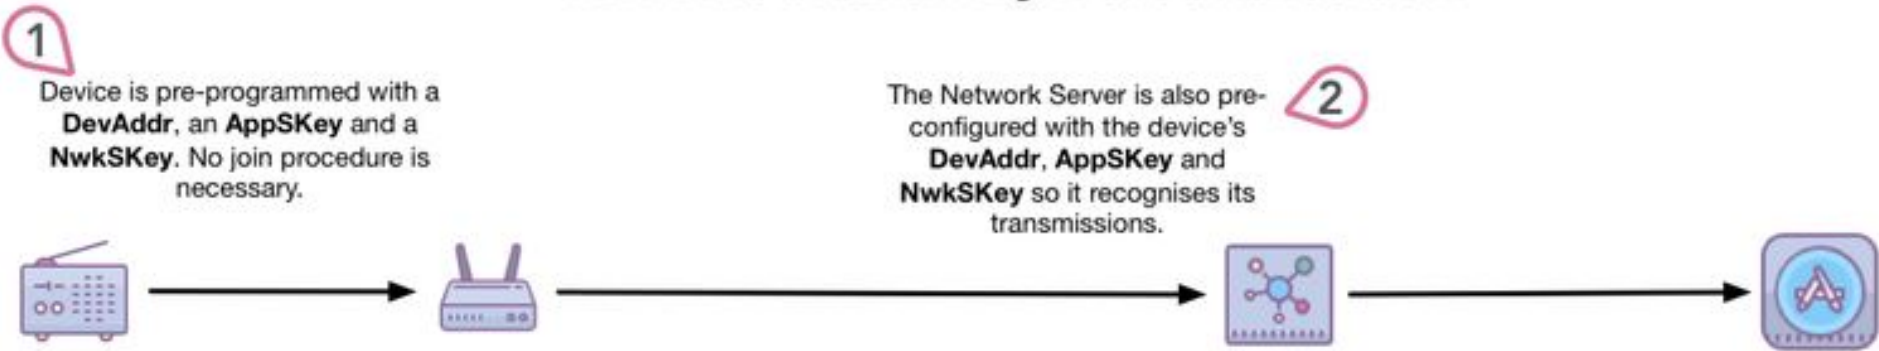 1
Device is pre-programmed with a
DevAddr, an AppSKey and a
NwkSKey. No join procedure is
necessary.
The Network Server is also pre-
configured with the device's
DevAddr, AppSKey and
NwkSKey so it recognises its
transmissions.
2